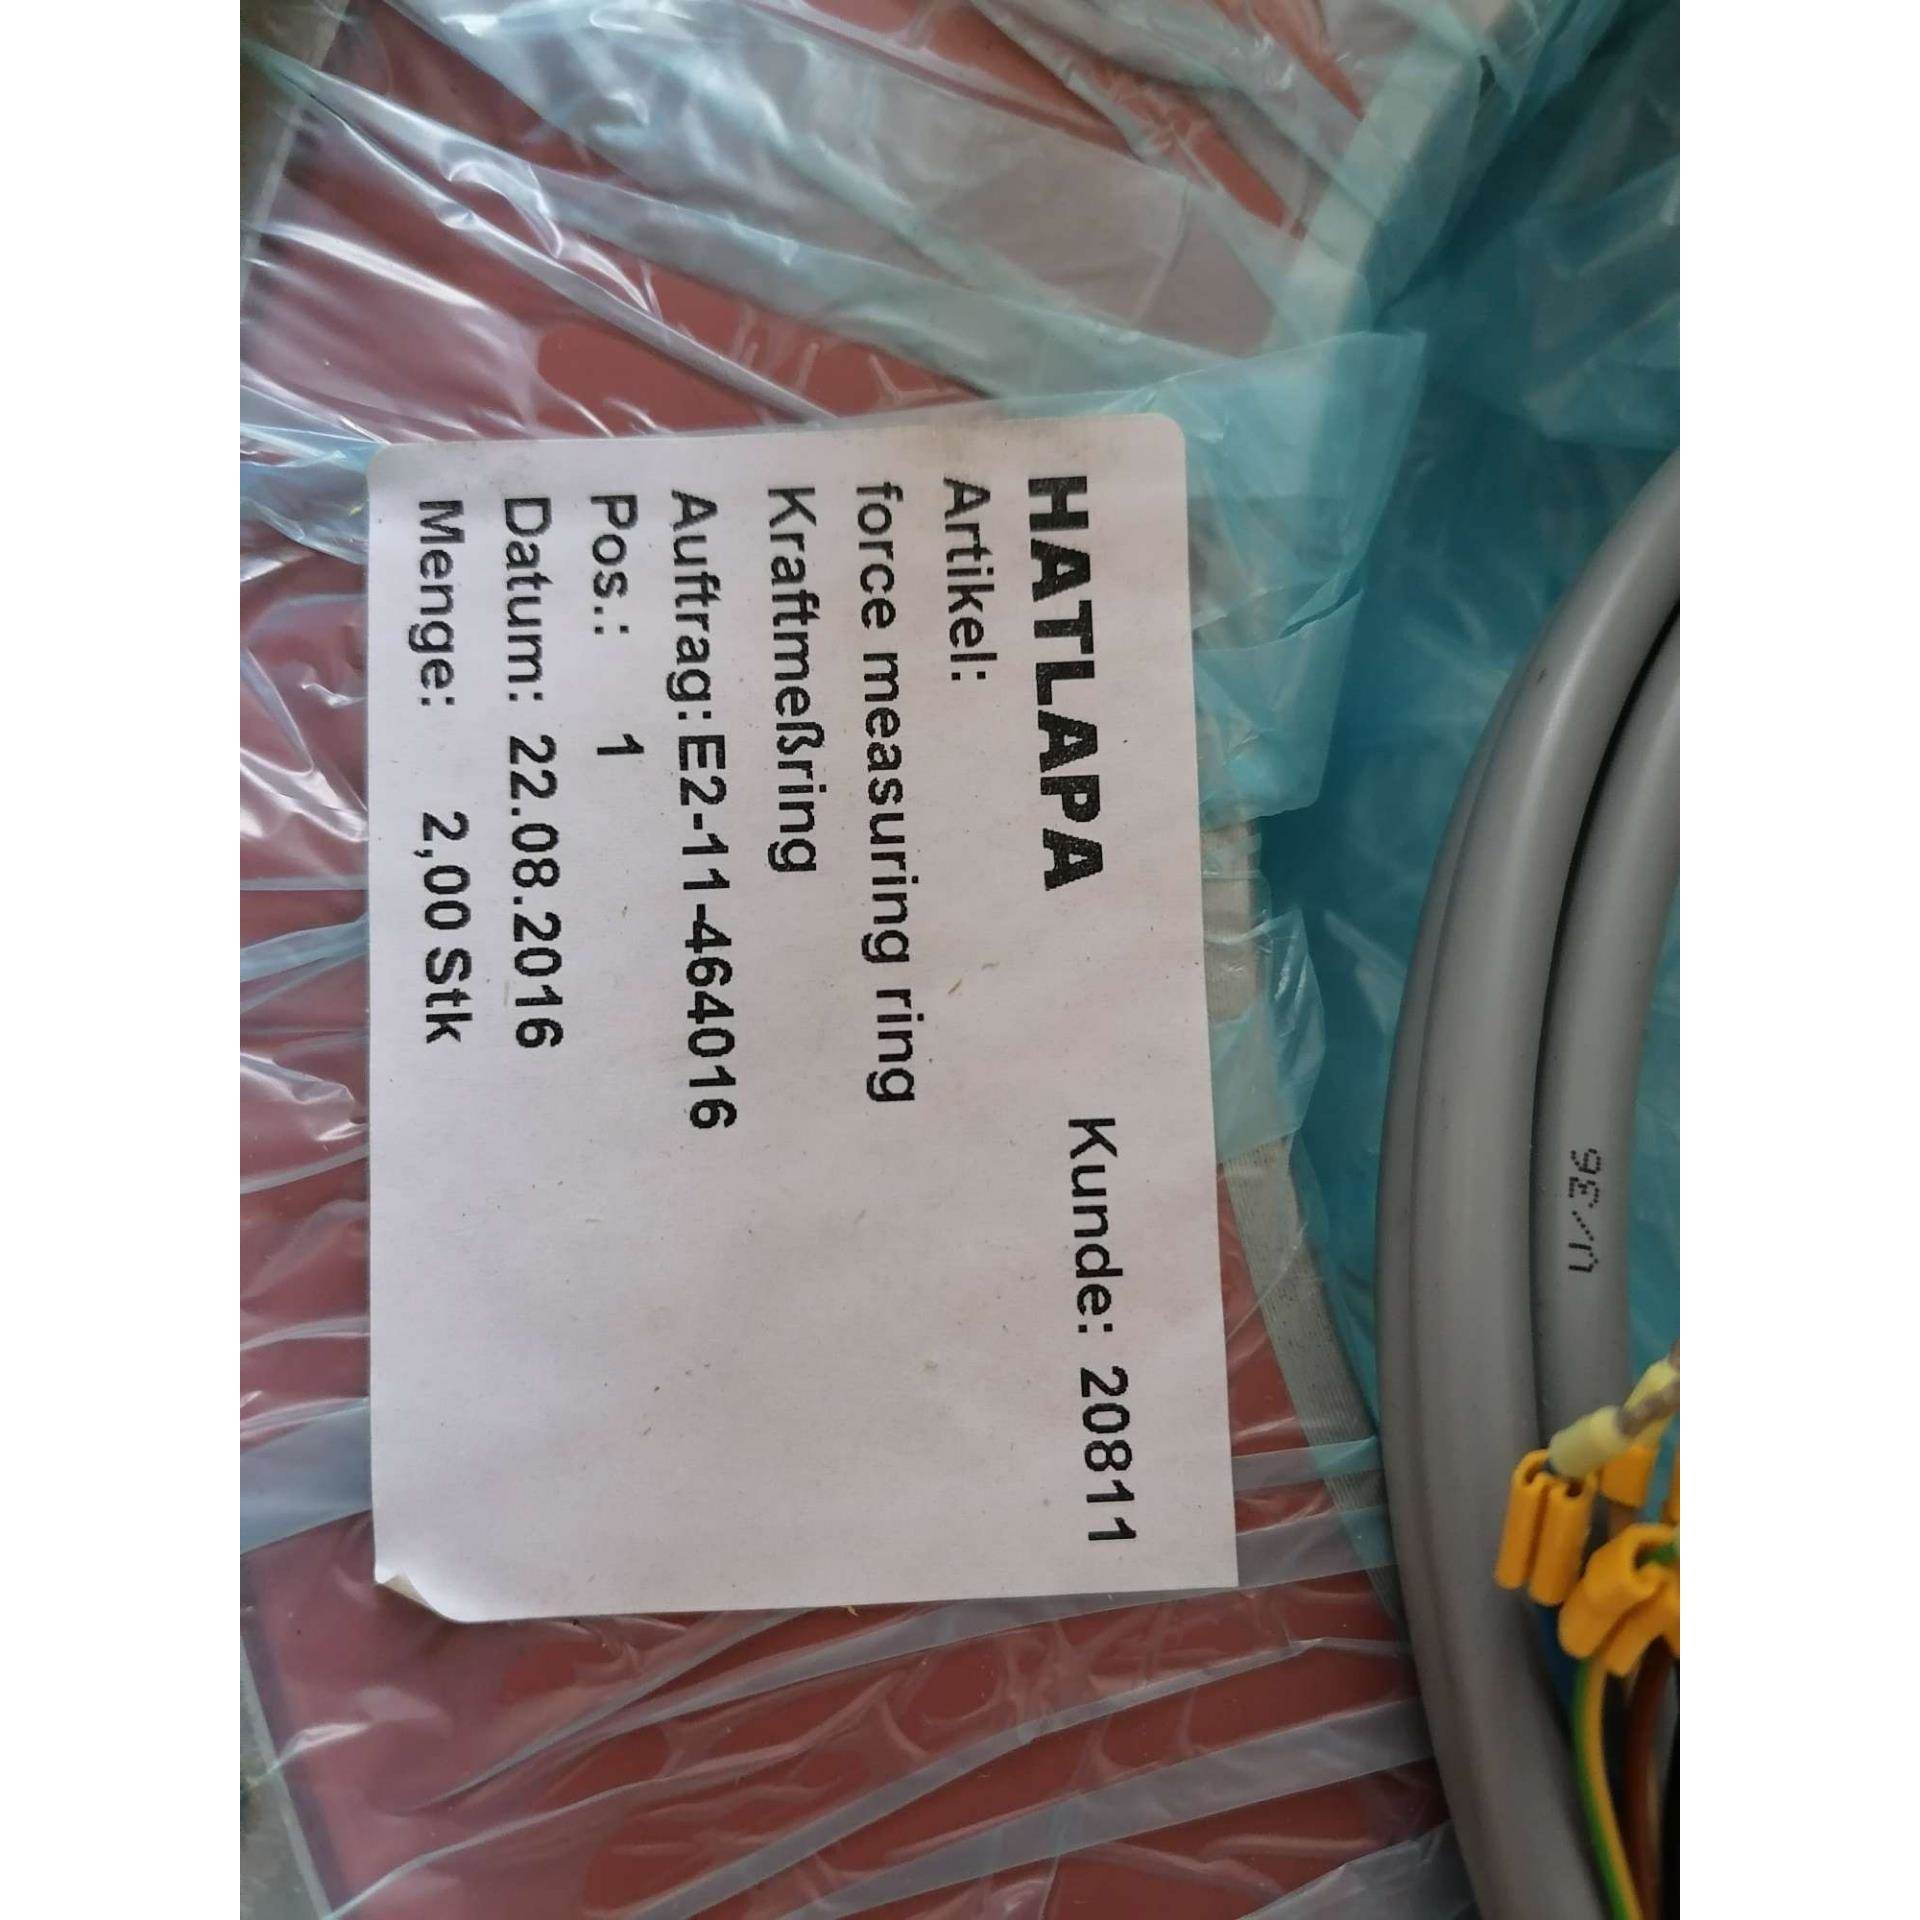 HATLAPA Kunde: 20811
Artikel:
force measuring ring
Kraftmeßring
Auftrag: E2-11-464016
Pos.: 1
Datum: 22.08.2016
Menge: 2,00 Stk